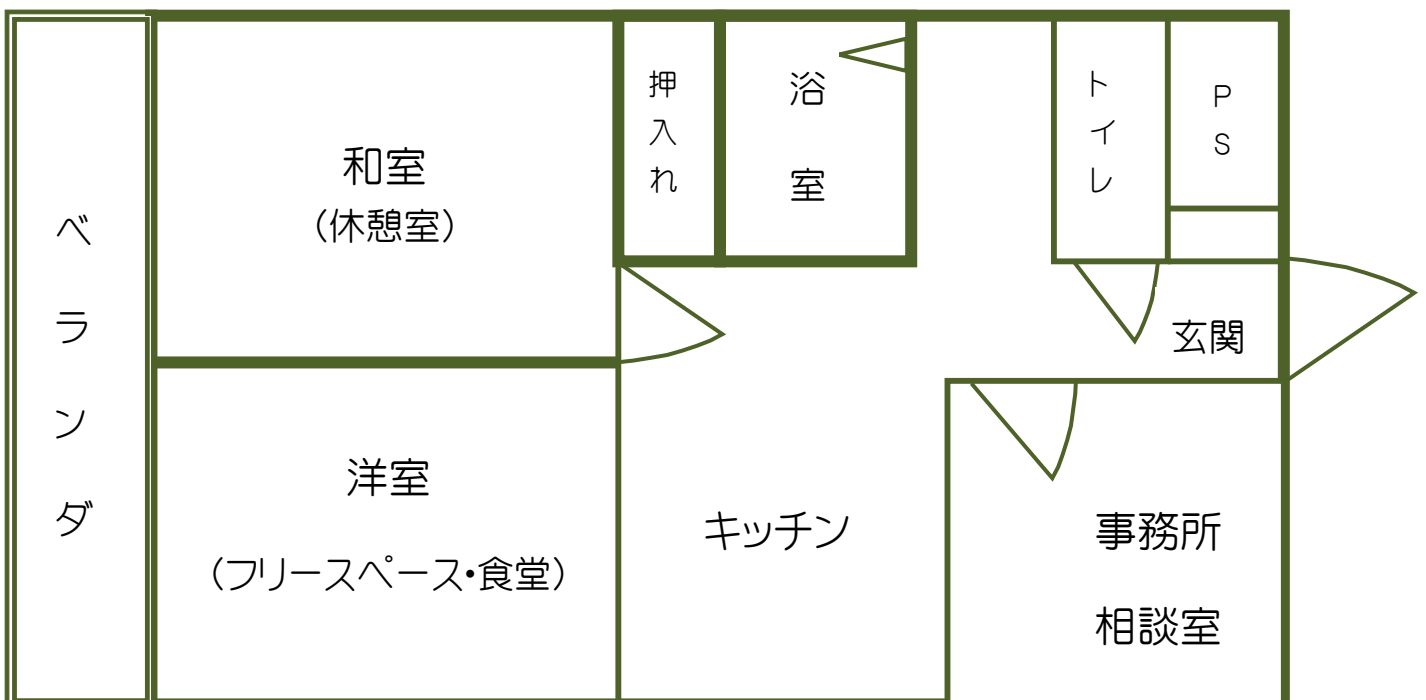 ベランダ
和室
（休憩室）
押入れ
浴室
トイレ
PS
玄関
洋室
（フリースペース・食堂）
キッチン
事務所
相談室